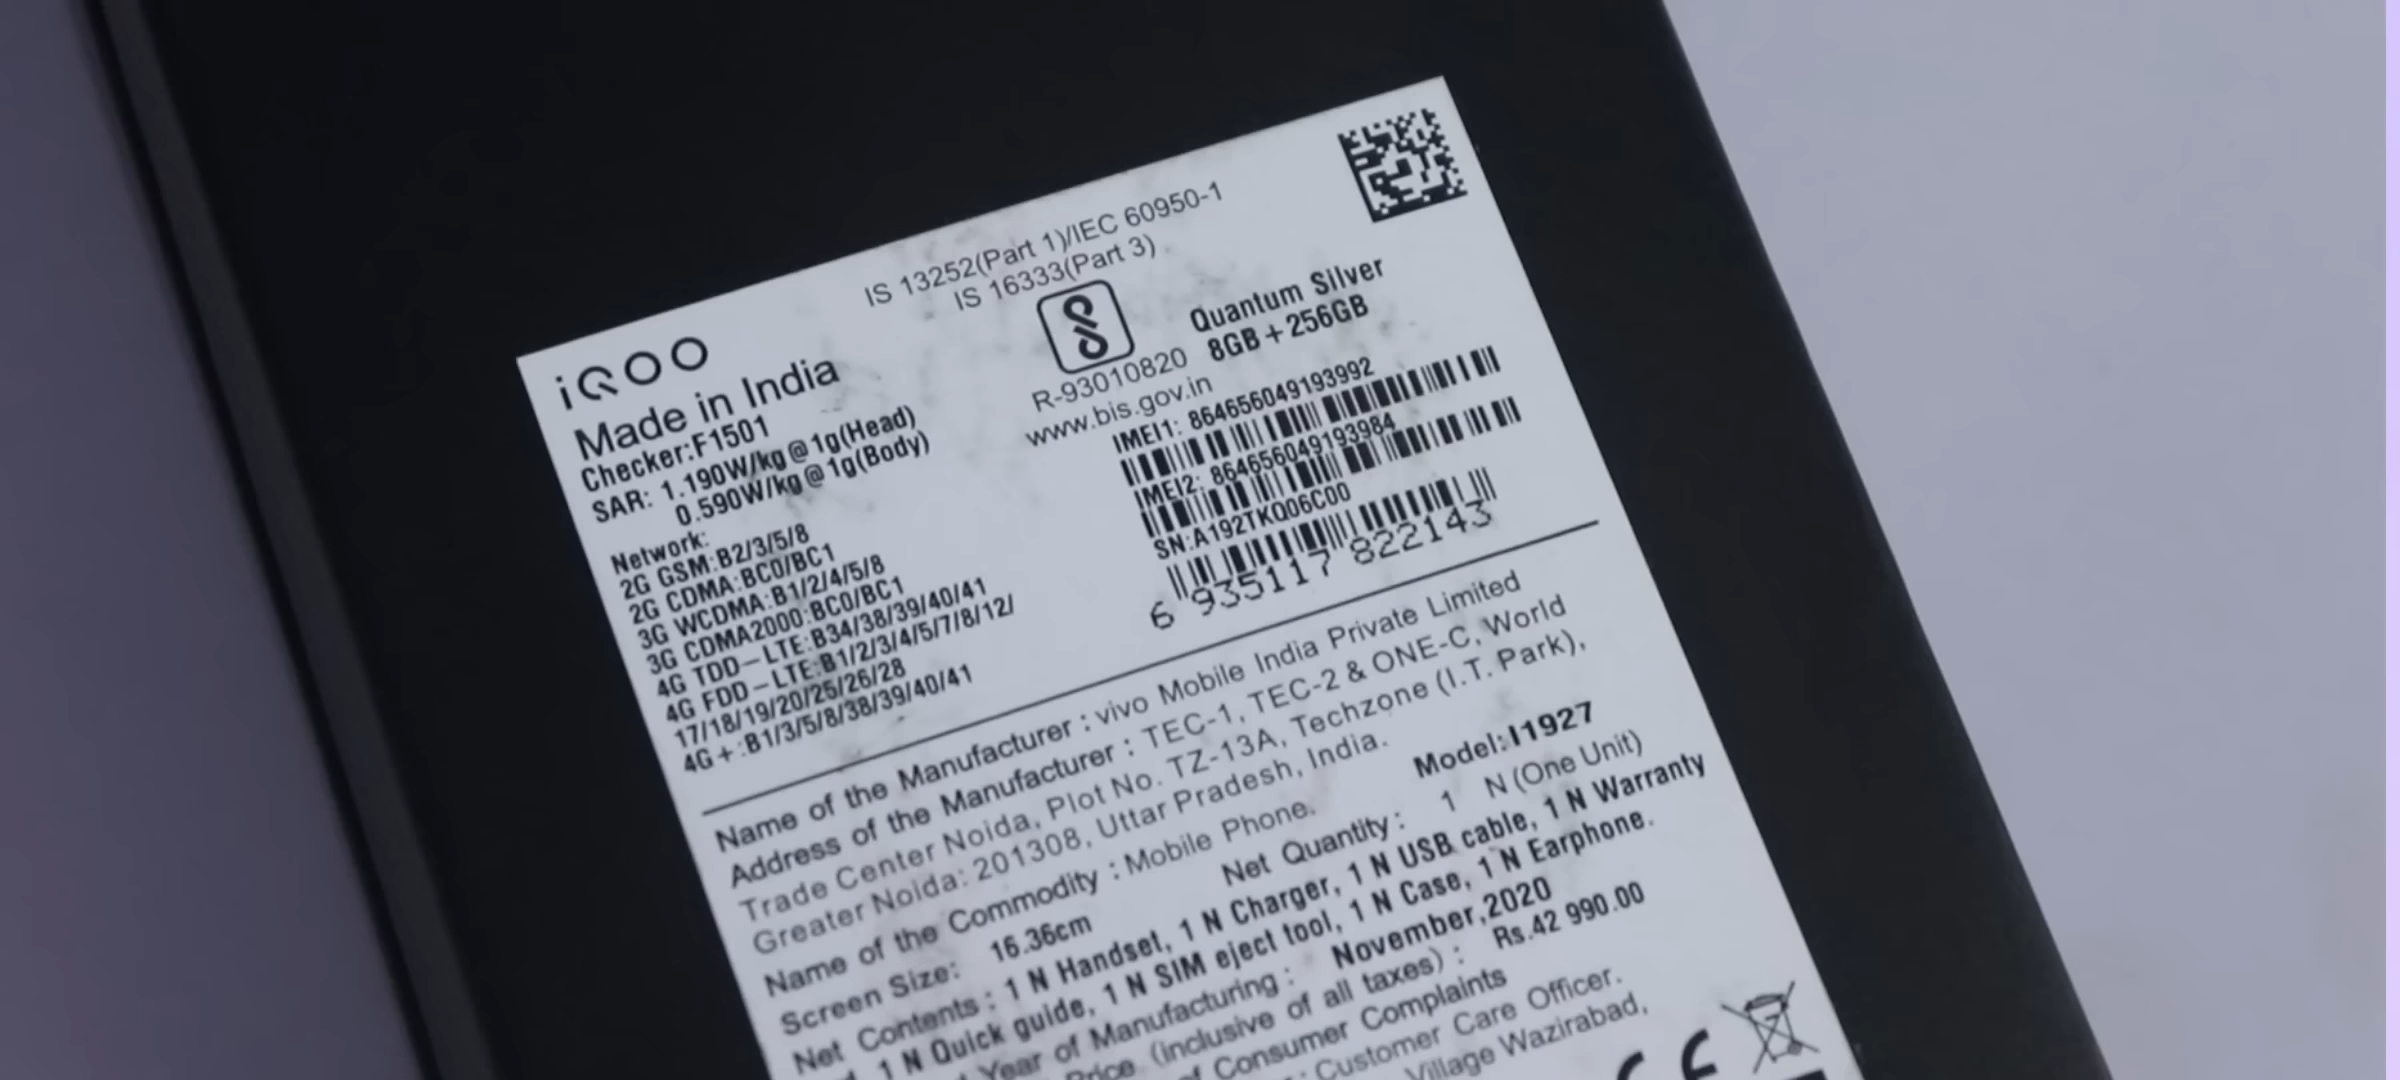 IS 13252(Part 1)/IEC 60950-1
IS 16333(Part 3)
R-93010820
www.bis.gov.in
Quantum Silver
8GB+256GB
iQOO
Made in India
Checker:F1501
SAR: 1.190W/kg@1g(Head)
0.590W/kg@1g(Body)
Network:
2G GSM:B2/3/5/8
2G CDMA:BC0/BC1
3G WCDMA:B1/2/4/5/8
3G CDMA2000:BC0/BC1
4G TDD-LTE:B34/38/39/40/41
4G FDD-LTE:B1/2/3/4/5/7/8/12/
17/18/19/20/25/26/28
4G+:B1/3/5/8/38/39/40/41
IMEI1: 864656049193992
IMEI2: 864656049193984
SN:A192TKQ06C00
6 935117 822143
Name of the Manufacturer : vivo Mobile India Private Limited
Address of the Manufacturer : TEC-1, TEC-2 & ONE-C, World
Trade Center Noida, Plot No. TZ-13A, Techzone (I.T. Park),
Greater Noida: 201308, Uttar Pradesh, India.
Name of the Commodity : Mobile Phone. Model:I1927
Screen Size: 16.36cm Net Quantity: 1 N (One Unit)
Net Contents : 1 N Handset, 1 N Charger, 1 N USB cable, 1 N Warranty
1 N Quick guide, 1 N SIM eject tool, 1 N Case, 1 N Earphone.
Year of Manufacturing : November,2020
Price (inclusive of all taxes) : Rs.42 990.00
Consumer Complaints
: Customer Care Officer.
Village Wazirabad,
CE